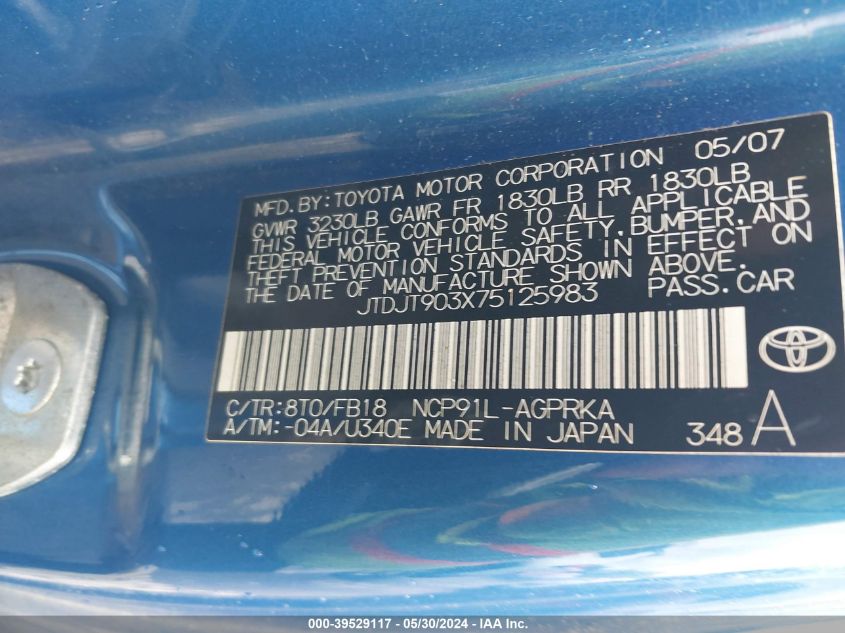 MFD. BY: TOYOTA MOTOR CORPORATION 05/07
GVWR 3230LB GAWR FR 1830LB RR 1830LB
THIS VEHICLE CONFORMS TO ALL APPLICABLE
FEDERAL MOTOR VEHICLE SAFETY, BUMPER, AND
THEFT PREVENTION STANDARDS IN EFFECT ON
THE DATE OF MANUFACTURE SHOWN ABOVE.
JTDJT903X75125983 PASS. CAR
C/TR: 8T0/FB18 NCP91L-AGPRKA
A/TM: -04A/U340E MADE IN JAPAN 348 A
000-39529117 - 05/30/2024 - IAA Inc.